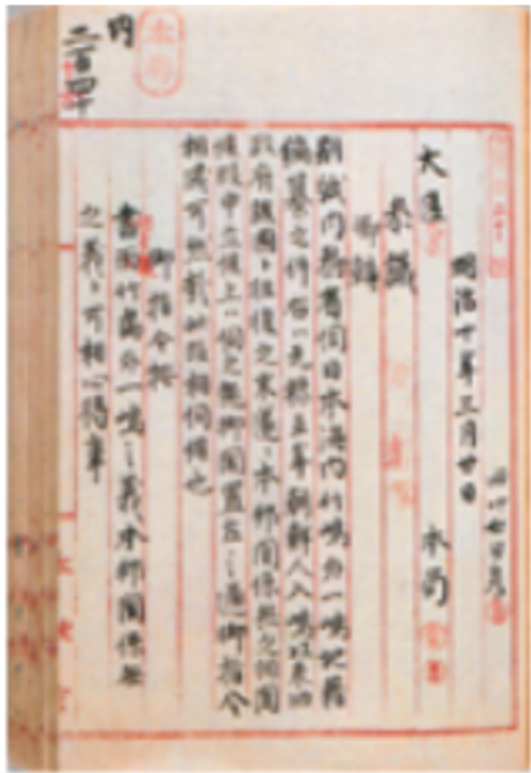 明治十年三月廿日
大臣 本局
参議
卿輔
別紙内務省伺日本海内竹嶋外一嶋地籍
編纂之件右ハ元禄五年朝鮮人入嶋以来旧
政府該国ト往復之末遂ニ本邦関係無之相聞
候段申立候上ハ伺之趣御聞置左之通御指令
相成可然哉此段相伺候也
御指令按
書面竹島外一嶋之義本邦関係無
之義ト可相心得事
内
二百四十